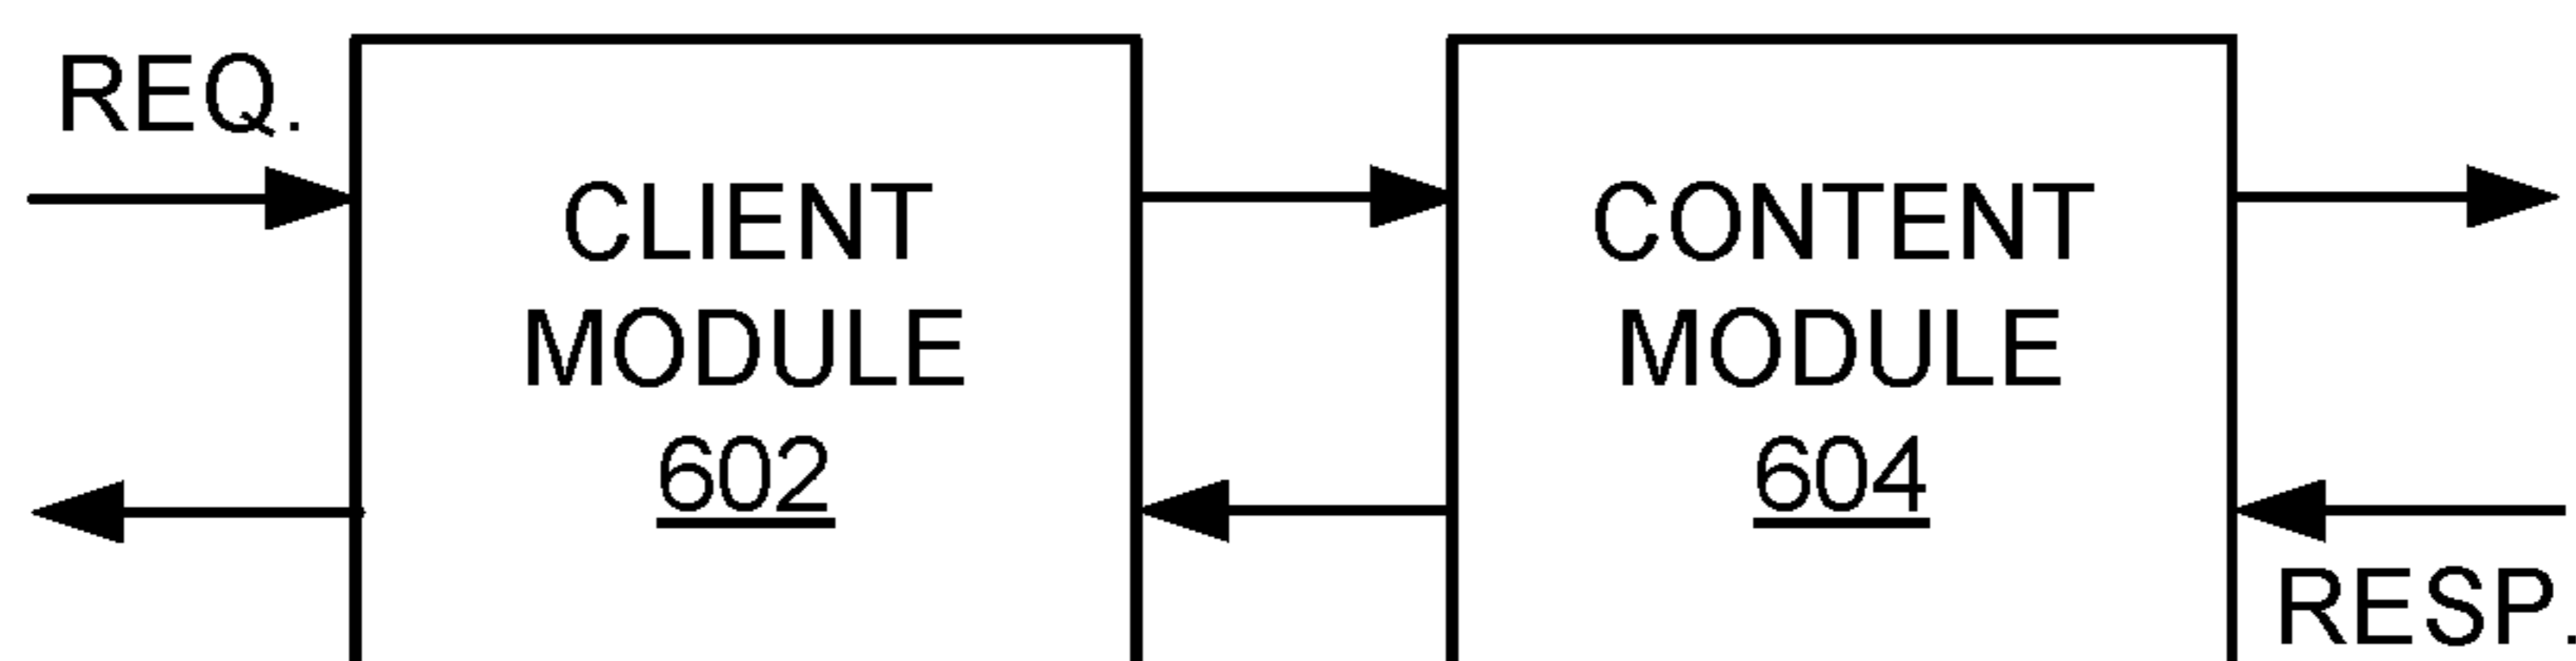 REQ.
CLIENT
MODULE
602
CONTENT
MODULE
604
RESP.